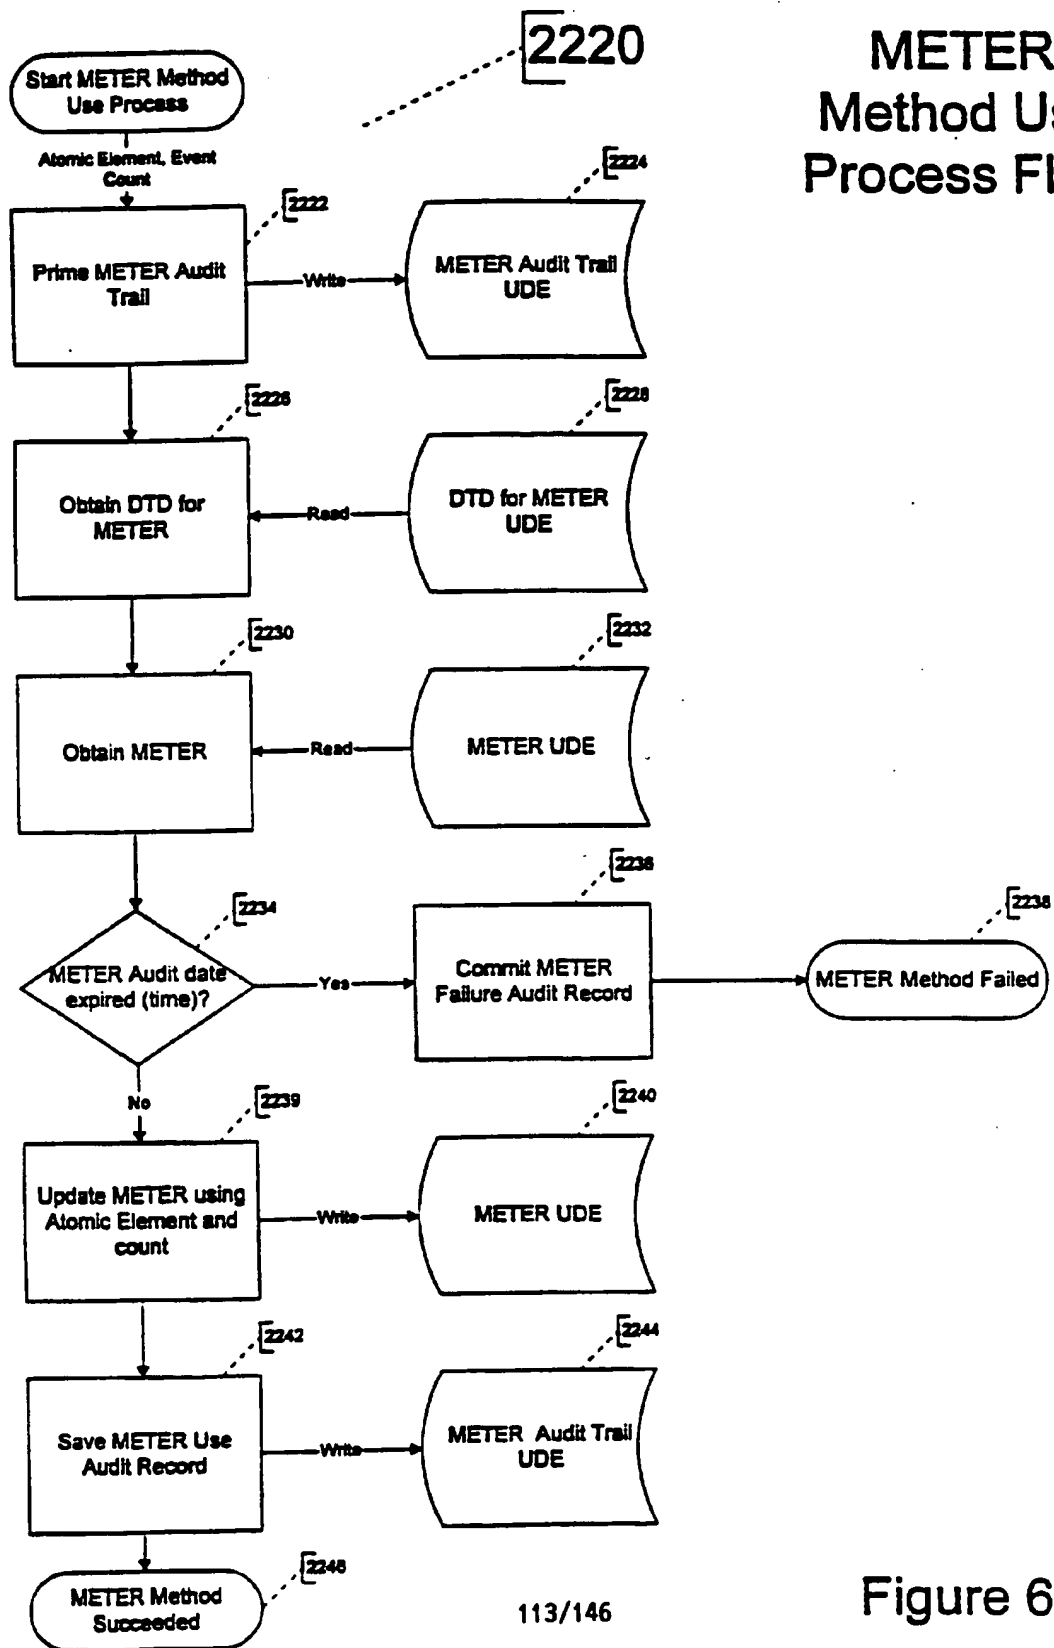 2220
METER
Method Us
Process Fl
Start METER Method
Use Process
Atomic Element, Event
Count
2222
2224
Prime METER Audit
Trail
Write
METER Audit Trail
UDE
2226
2228
Obtain DTD for
METER
Read
DTD for METER
UDE
2230
2232
Obtain METER
Read
METER UDE
2234
2236
2238
METER Audit date
expired (time)?
Yes
Commit METER
Failure Audit Record
METER Method Failed
No
2239
2240
Update METER using
Atomic Element and
count
Write
METER UDE
2242
2244
Save METER Use
Audit Record
Write
METER Audit Trail
UDE
2246
METER Method
Succeeded
113/146
Figure 6